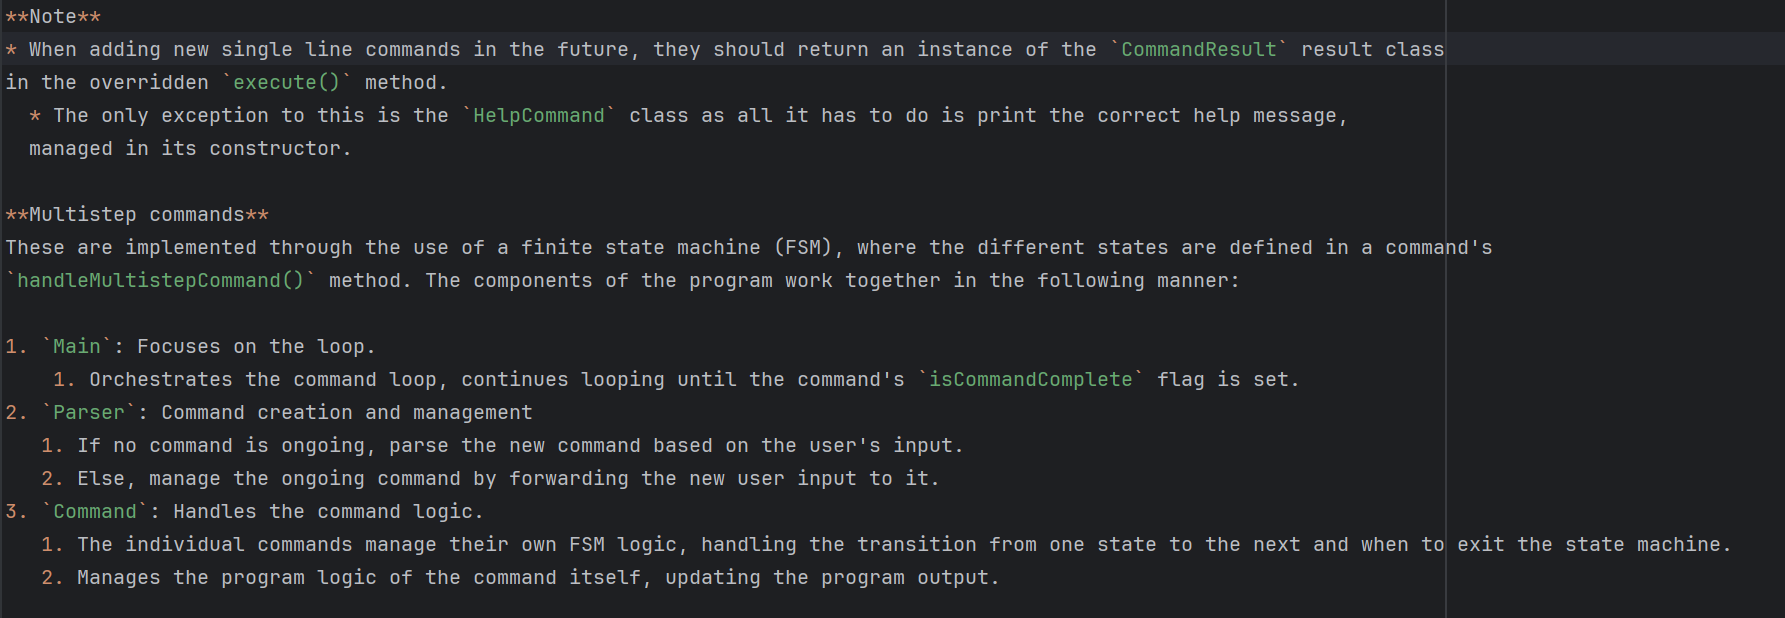 **Note**
* When adding new single line commands in the future, they should return an instance of the `CommandResult` result class
in the overridden `execute()` method.
  * The only exception to this is the `HelpCommand` class as all it has to do is print the correct help message,
  managed in its constructor.

**Multistep commands**
These are implemented through the use of a finite state machine (FSM), where the different states are defined in a command's
`handleMultistepCommand()` method. The components of the program work together in the following manner:

1. `Main`: Focuses on the loop.
    1. Orchestrates the command loop, continues looping until the command's `isCommandComplete` flag is set.
2. `Parser`: Command creation and management
   1. If no command is ongoing, parse the new command based on the user's input.
   2. Else, manage the ongoing command by forwarding the new user input to it.
3. `Command`: Handles the command logic.
   1. The individual commands manage their own FSM logic, handling the transition from one state to the next and when to exit the state machine.
   2. Manages the program logic of the command itself, updating the program output.